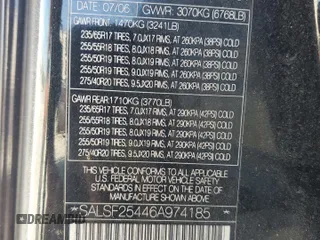 DATE 07/06 GVWR: 3070KG (6768LB)
GAWR FRONT: 1470KG (3241LB)
235/65R17 TIRES, 7.0JX17 RIMS, AT 260KPA (38PSI) COLD
255/55R18 TIRES, 8.0JX18 RIMS, AT 260KPA (38PSI) COLD
255/50R19 TIRES, 9.0JX19 RIMS, AT 260KPA (38PSI) COLD
255/50R19 TIRES, 8.0JX19 RIMS, AT 260KPA (38PSI) COLD
275/40R20 TIRES, 9.5JX20 RIMS, AT 260KPA (38PSI) COLD
GAWR REAR: 1710KG (3770LB)
235/65R17 TIRES, 7.0JX17 RIMS, AT 290KPA (42PSI) COLD
255/55R18 TIRES, 8.0JX18 RIMS, AT 290KPA (42PSI) COLD
255/50R19 TIRES, 9.0JX19 RIMS, AT 290KPA (42PSI) COLD
255/50R19 TIRES, 8.0JX19 RIMS, AT 290KPA (42PSI) COLD
275/40R20 TIRES, 9.5JX20 RIMS, AT 290KPA (42PSI) COLD
THIS VEHICLE CONFORMS TO ALL APPLICABLE
U.S. FEDERAL MOTOR VEHICLE SAFETY
STANDARDS IN EFFECT ON THE DATE OF
MANUFACTURE SHOWN ABOVE.
*SALSF25446A974185*